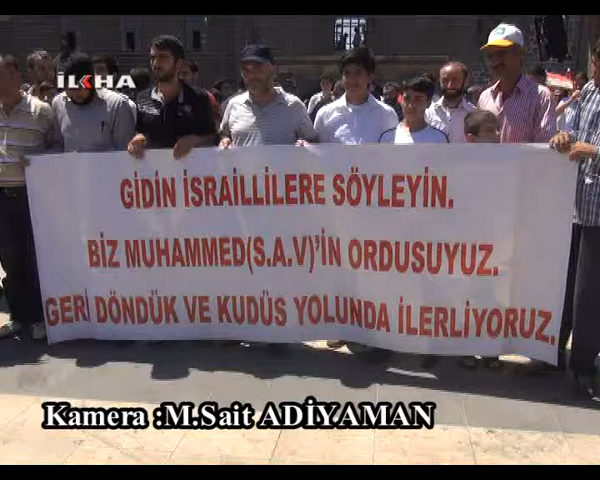 İLKHA
GİDİN İSRAİLLİLERE SÖYLEYİN.
BİZ MUHAMMED(S.A.V)'İN ORDUSUYUZ.
GERİ DÖNDÜK VE KUDÜS YOLUNDA İLERLİYORUZ.
Kamera :M.Sait ADİYAMAN